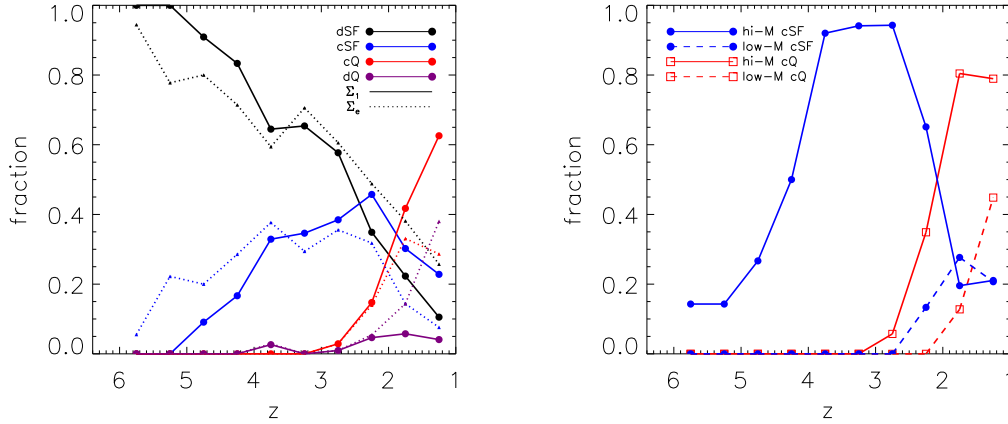 1.0
0.8
0.6
0.4
0.2
0.0
fraction
6 5 4 3 2 1
z
dSF
cSF
cQ
dQ
Σ₁
Σₑ
1.0
0.8
0.6
0.4
0.2
0.0
fraction
6 5 4 3 2 1
z
hi-M cSF
low-M cSF
hi-M cQ
low-M cQ